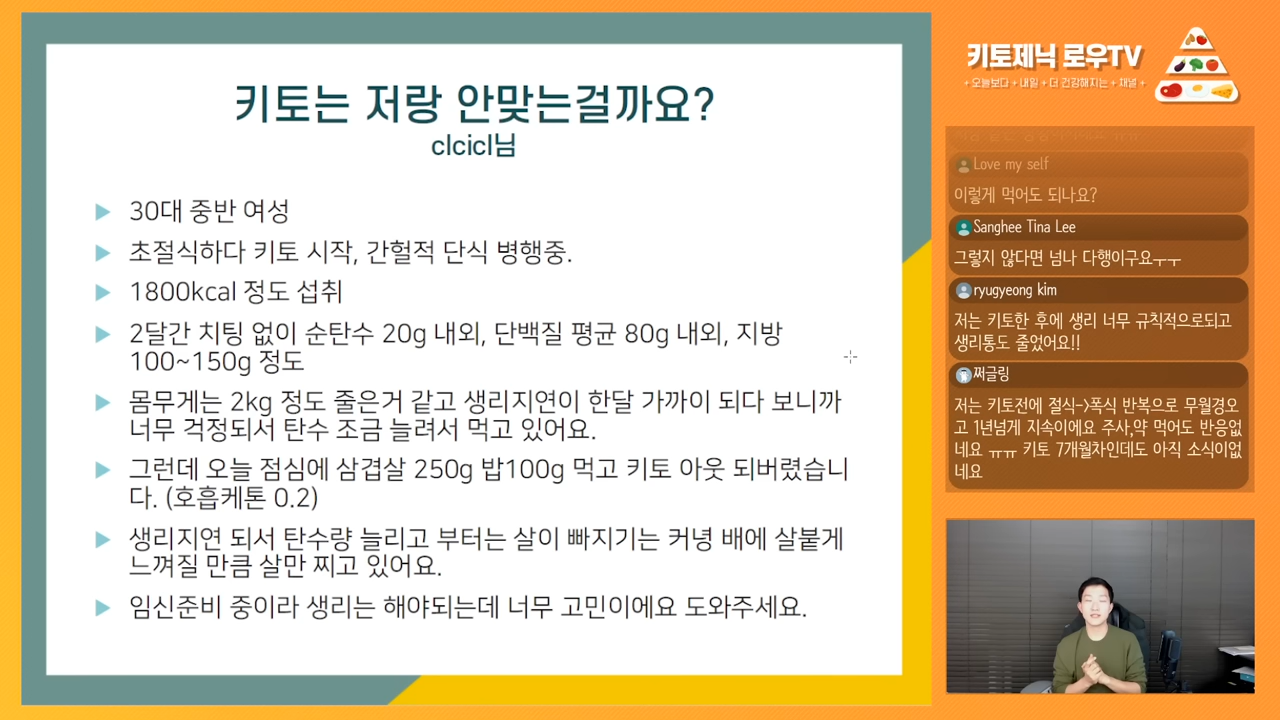 키토는 저랑 안맞는걸까요?
clcicl님
▶ 30대 중반 여성
▶ 초절식하다 키토 시작, 간헐적 단식 병행중.
▶ 1800kcal 정도 섭취
▶ 2달간 치팅 없이 순탄수 20g 내외, 단백질 평균 80g 내외, 지방
100~150g 정도
▶ 몸무게는 2kg 정도 줄은거 같고 생리지연이 한달 가까이 되다 보니까
너무 걱정되서 탄수 조금 늘려서 먹고 있어요.
▶ 그런데 오늘 점심에 삼겹살 250g 밥100g 먹고 키토 아웃 되버렸습니
다. (호흡케톤 0.2)
▶ 생리지연 되서 탄수량 늘리고 부터는 살이 빠지기는 커녕 배에 살붙게
느껴질 만큼 살만 찌고 있어요.
▶ 임신준비 중이라 생리는 해야되는데 너무 고민이에요 도와주세요.
키토제닉 로우TV
+ 오늘보다 + 내일 + 더 건강해지는 + 채널 +
Love my self
이렇게 먹어도 되나요?
Sanghee Tina Lee
그렇지 않다면 넘나 다행이구요ㅜㅜ
ryugyeong kim
저는 키토한 후에 생리 너무 규칙적으로되고
생리통도 줄었어요!!
쩌글링
저는 키토전에 절식->폭식 반복으로 무월경오
고 1년넘게 지속이에요 주사,약 먹어도 반응없
네요 ㅠㅠ 키토 7개월차인데도 아직 소식이없
네요